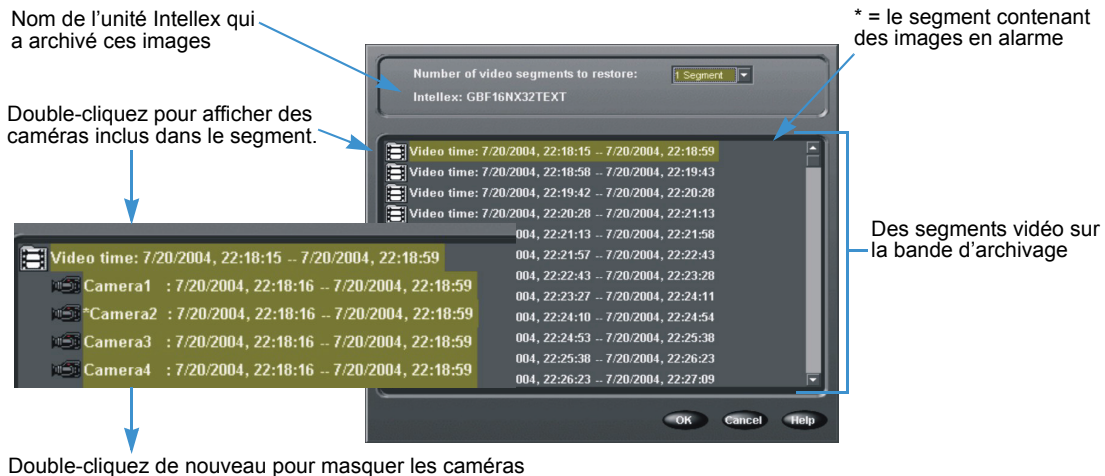 Nom de l'unité Intellex qui
a archivé ces images
* = le segment contenant
des images en alarme
Number of video segments to restore:
1 Segment
Intellex: GBF16NX32TEXT
Double-cliquez pour afficher des
caméras inclus dans le segment.
Video time: 7/20/2004, 22:18:15 -- 7/20/2004, 22:18:59
Video time: 7/20/2004, 22:18:58 -- 7/20/2004, 22:19:43
Video time: 7/20/2004, 22:19:42 -- 7/20/2004, 22:20:28
Video time: 7/20/2004, 22:20:28 -- 7/20/2004, 22:21:13
004, 22:21:13 -- 7/20/2004, 22:21:58
004, 22:21:57 -- 7/20/2004, 22:22:43
004, 22:22:43 -- 7/20/2004, 22:23:28
004, 22:23:27 -- 7/20/2004, 22:24:11
004, 22:24:10 -- 7/20/2004, 22:24:54
004, 22:24:53 -- 7/20/2004, 22:25:38
004, 22:25:38 -- 7/20/2004, 22:26:23
004, 22:26:23 -- 7/20/2004, 22:27:09
Des segments vidéo sur
la bande d'archivage
Video time: 7/20/2004, 22:18:15 -- 7/20/2004, 22:18:59
Camera1 : 7/20/2004, 22:18:16 -- 7/20/2004, 22:18:59
*Camera2 : 7/20/2004, 22:18:16 -- 7/20/2004, 22:18:59
Camera3 : 7/20/2004, 22:18:16 -- 7/20/2004, 22:18:59
Camera4 : 7/20/2004, 22:18:16 -- 7/20/2004, 22:18:59
OK
Cancel
Help
Double-cliquez de nouveau pour masquer les caméras